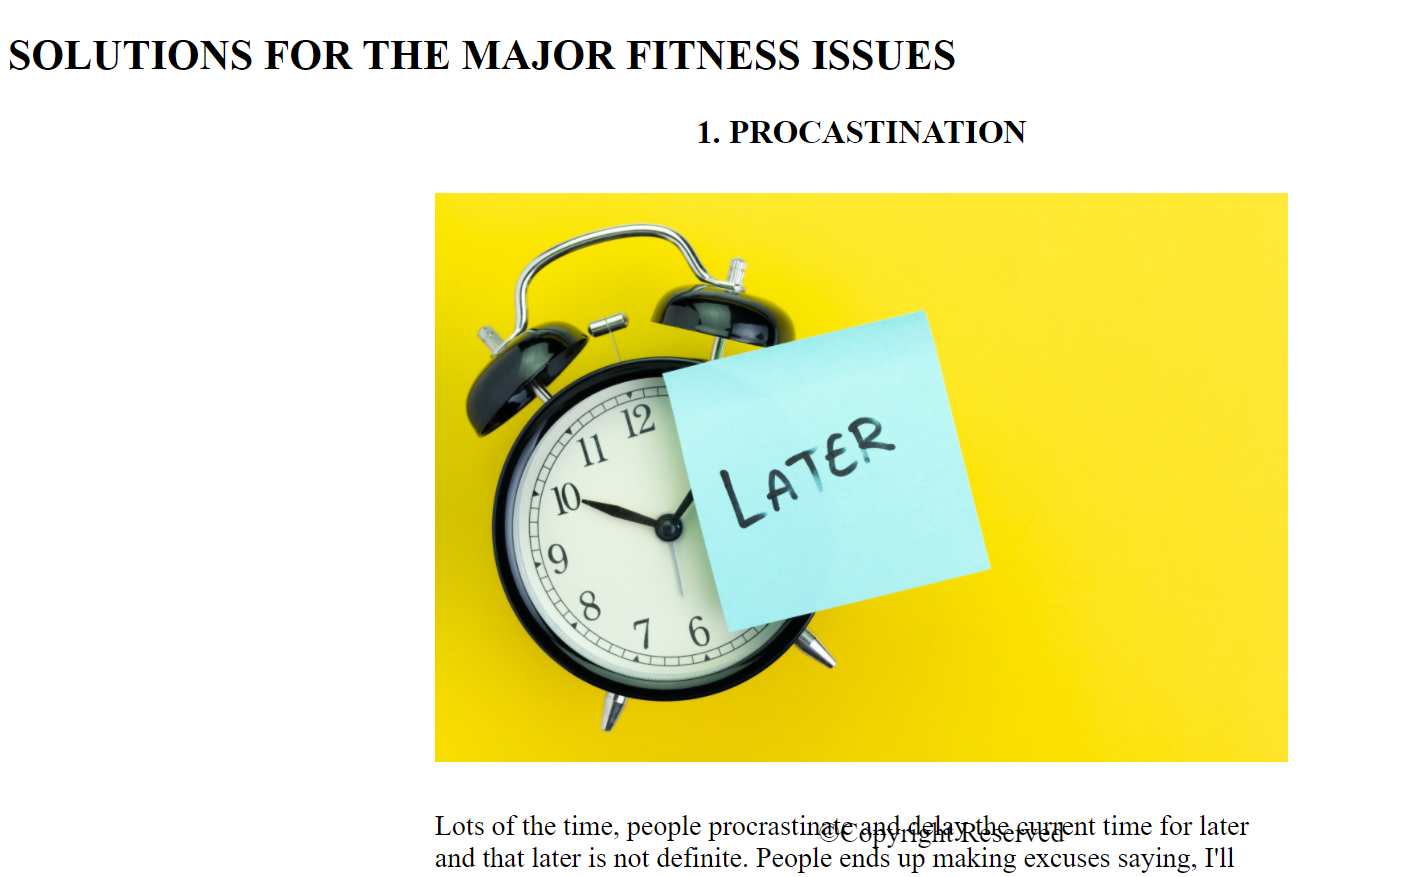 SOLUTIONS FOR THE MAJOR FITNESS ISSUES
1. PROCASTINATION
12
11
10
9
8
7
6
LATER
Lots of the time, people procrastinate and delay the current time for later
©Copyright Reserved
and that later is not definite. People ends up making excuses saying, I'll